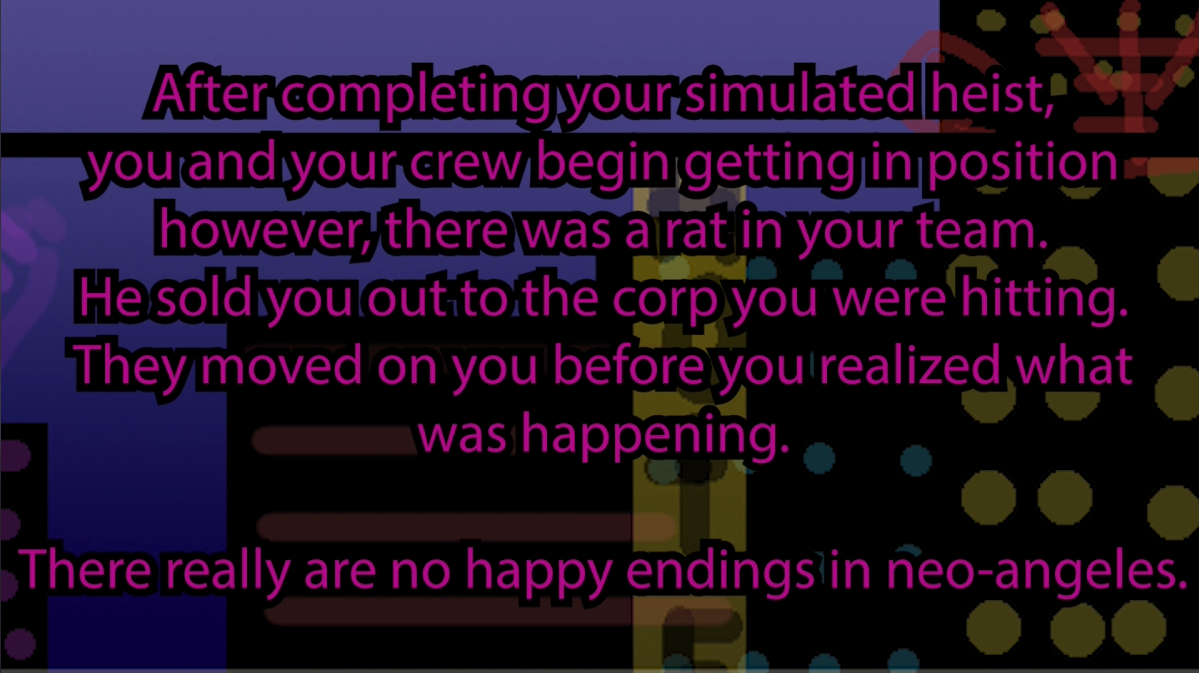 After completing your simulated heist,
you and your crew begin getting in position
however, there was a rat in your team.
He sold you out to the corp you were hitting.
They moved on you before you realized what
was happening.
There really are no happy endings in neo-angeles.